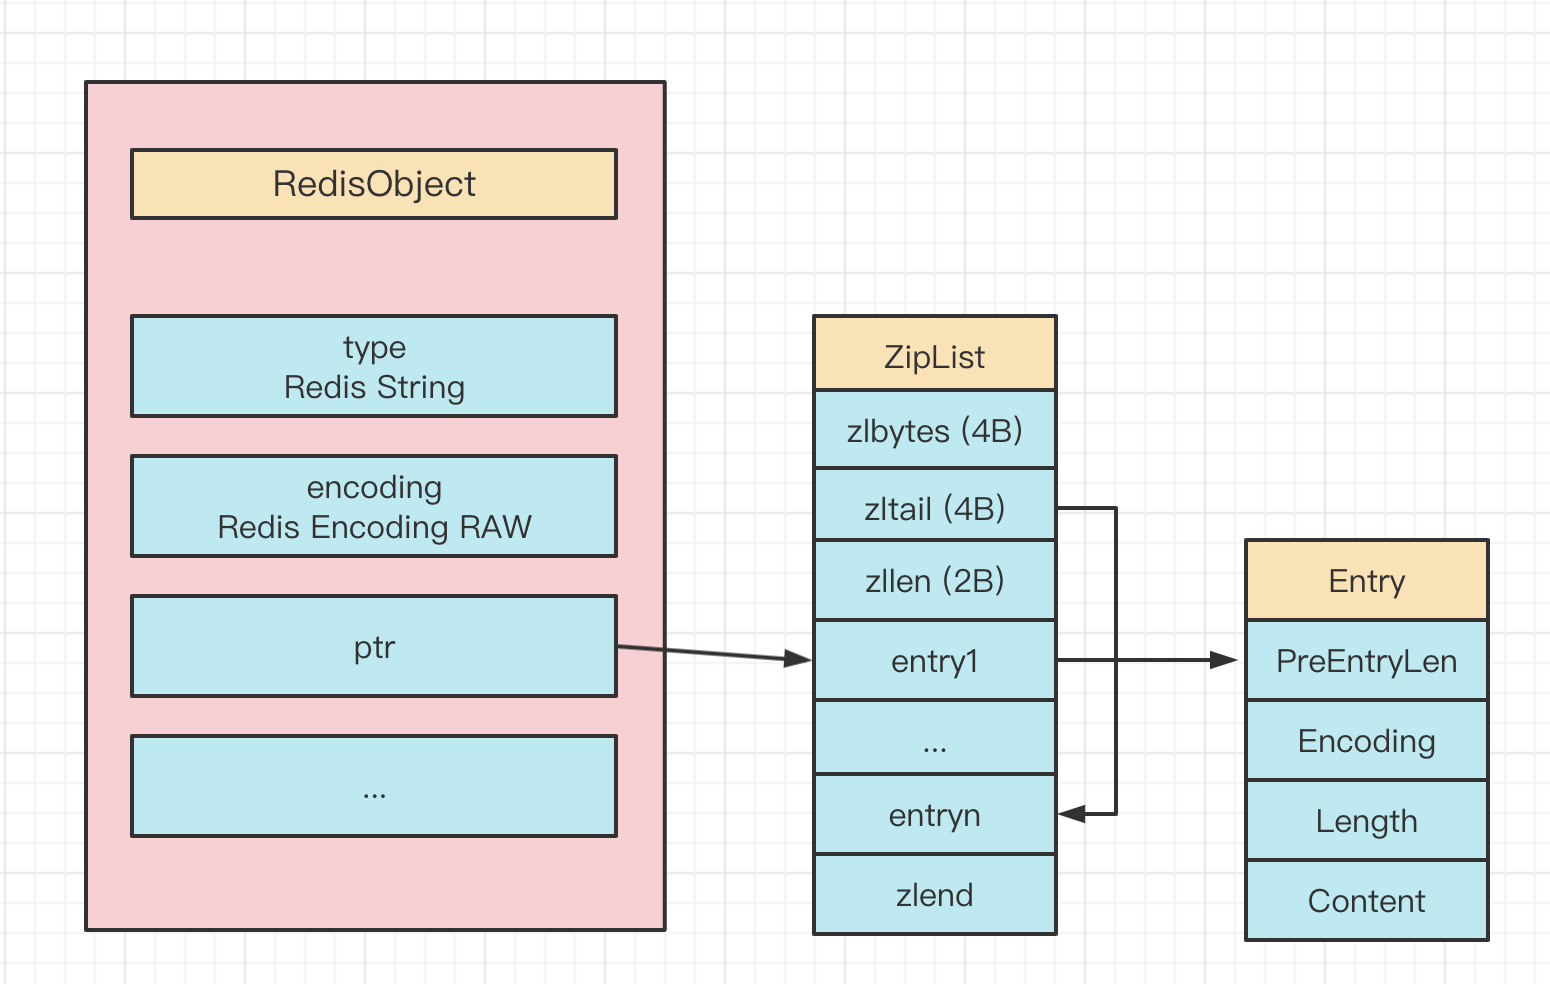 RedisObject
type
Redis String
encoding
Redis Encoding RAW
ptr
...
ZipList
zlbytes (4B)
zltail (4B)
zllen (2B)
entry1
...
entryn
zlend
Entry
PreEntryLen
Encoding
Length
Content